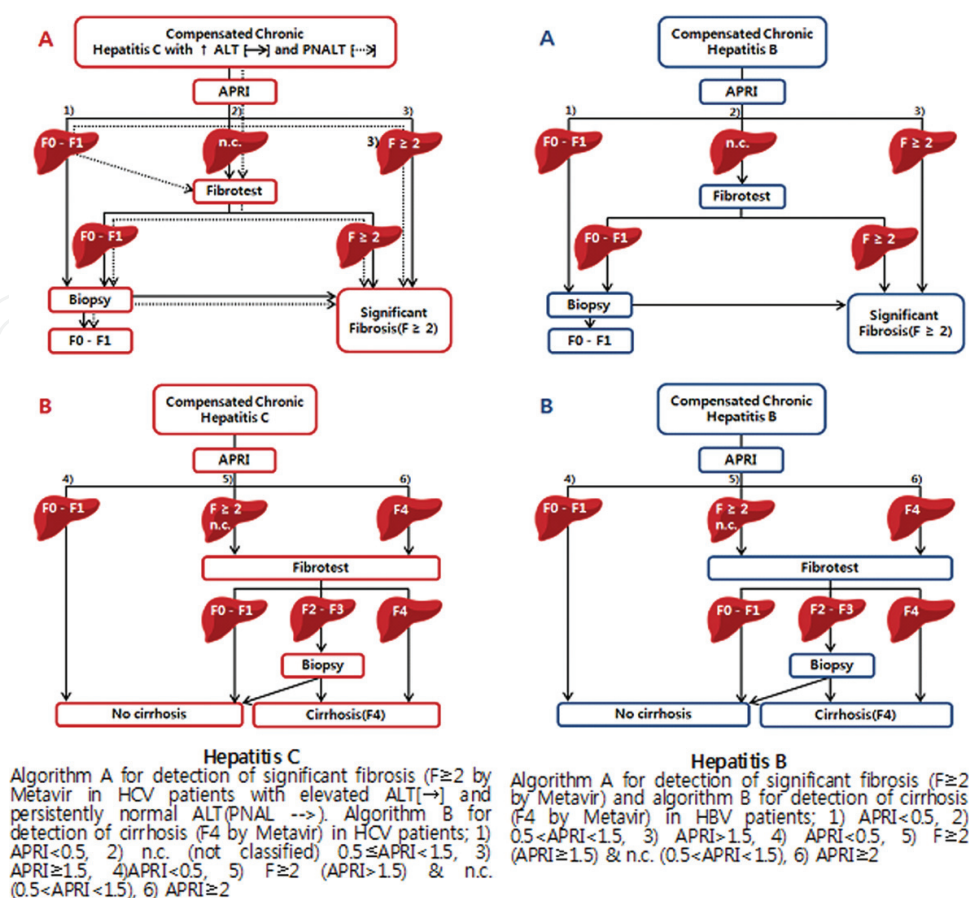 A
Compensated Chronic
Hepatitis C with ↑ ALT [→] and PNALT [⇢]
APRI
1)
2)
3)
F0 - F1
n.c.
3)
F ≥ 2
Fibrotest
F0 - F1
F ≥ 2
Biopsy
Significant
Fibrosis(F ≥ 2)
F0 - F1
A
Compensated Chronic
Hepatitis B
APRI
1)
2)
3)
F0 - F1
n.c.
F ≥ 2
Fibrotest
F0 - F1
F ≥ 2
Biopsy
Significant
Fibrosis(F ≥ 2)
F0 - F1
B
Compensated Chronic
Hepatitis C
APRI
4)
5)
6)
F0 - F1
F ≥ 2
n.c.
F4
Fibrotest
F0 - F1
F2 - F3
F4
Biopsy
No cirrhosis
Cirrhosis(F4)
B
Compensated Chronic
Hepatitis B
APRI
4)
5)
6)
F0 - F1
F ≥ 2
n.c.
F4
Fibrotest
F0 - F1
F2 - F3
F4
Biopsy
No cirrhosis
Cirrhosis(F4)
Hepatitis C
Algorithm A for detection of significant fibrosis (F≥2 by
Metavir in HCV patients with elevated ALT[→] and
persistently normal ALT(PNAL -->). Algorithm B for
detection of cirrhosis (F4 by Metavir) in HCV patients; 1)
APRI<0.5, 2) n.c. (not classified) 0.5≤APRI<1.5, 3)
APRI≥1.5, 4)APRI<0.5, 5) F≥2 (APRI>1.5) & n.c.
(0.5<APRI<1.5), 6) APRI≥2
Hepatitis B
Algorithm A for detection of significant fibrosis (F≥2
by Metavir) and algorithm B for detection of cirrhosis
(F4 by Metavir) in HBV patients; 1) APRI<0.5, 2)
0.5<APRI<1.5, 3) APRI>1.5, 4) APRI<0.5, 5) F≥2
(APRI≥1.5) & n.c. (0.5<APRI<1.5), 6) APRI≥2